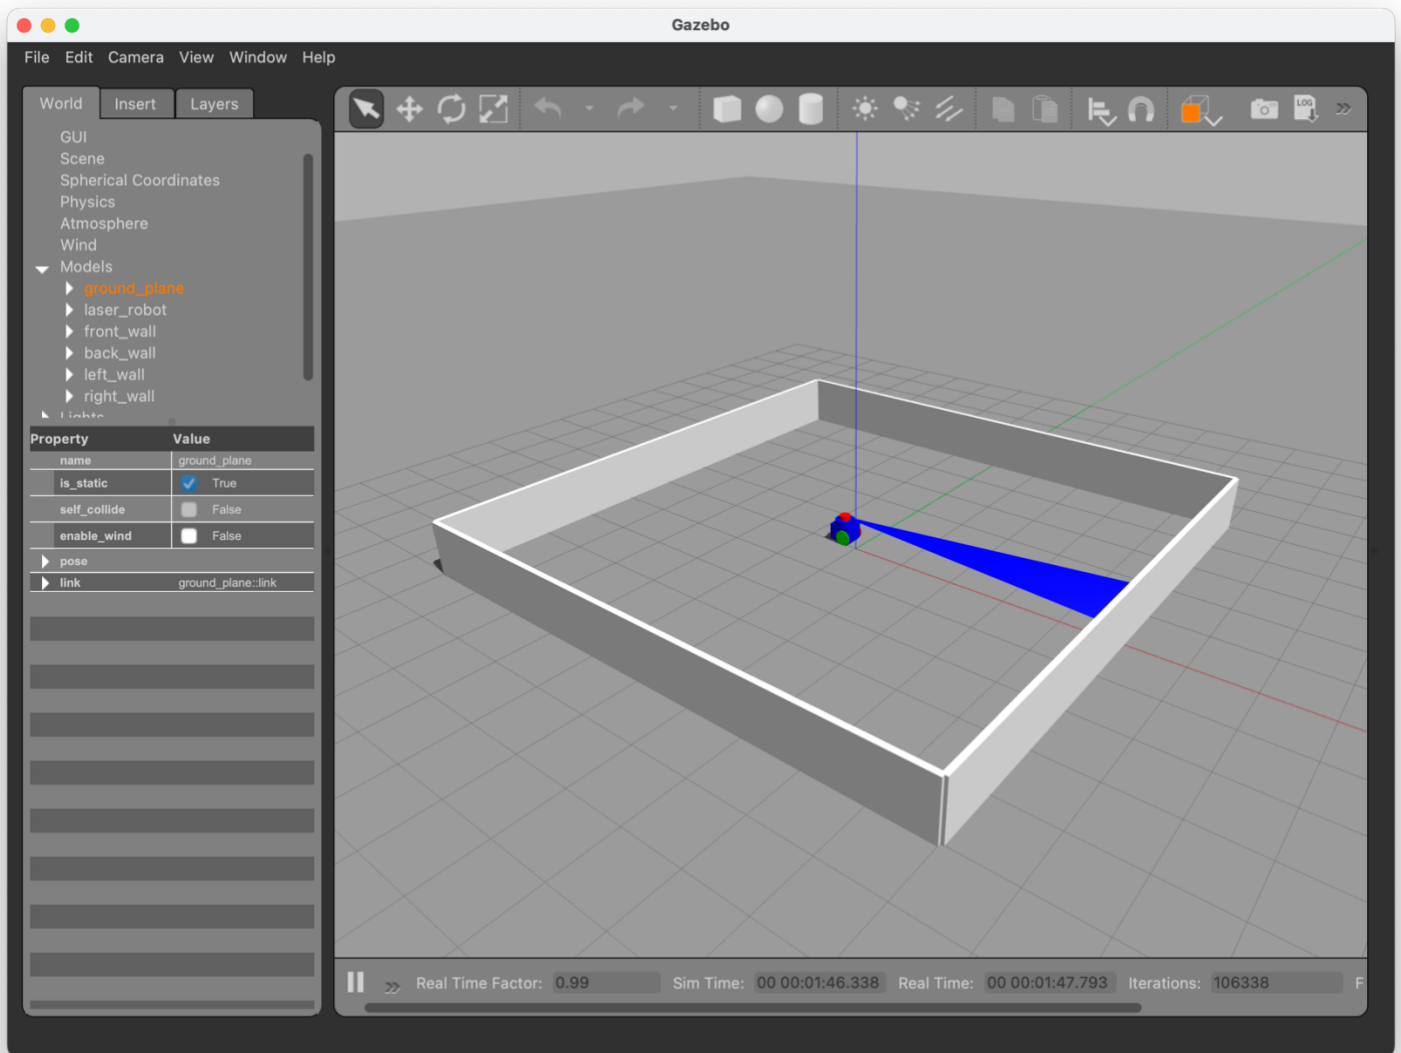 Gazebo
File Edit Camera View Window Help
World Insert Layers
LOG
GUI
Scene
Spherical Coordinates
Physics
Atmosphere
Wind
Models
ground_plane
laser_robot
front_wall
back_wall
left_wall
right_wall
Lights
Property Value
name ground_plane
is_static True
self_collide False
enable_wind False
pose
link ground_plane::link
Real Time Factor: 0.99 Sim Time: 00 00:01:46.338 Real Time: 00 00:01:47.793 Iterations: 106338 F